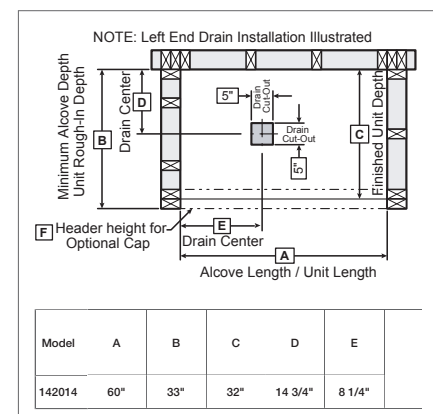 NOTE: Left End Drain Installation Illustrated
Minimum Alcove Depth
Unit Rough-In Depth
B
Drain Center
D
5"
Drain
Cut-Out
Drain
Cut-Out
5"
C
Finished Unit Depth
F Header height for
Optional Cap
E
Drain Center
A
Alcove Length / Unit Length
Model A B C D E
142014 60" 33" 32" 14 3/4" 8 1/4"